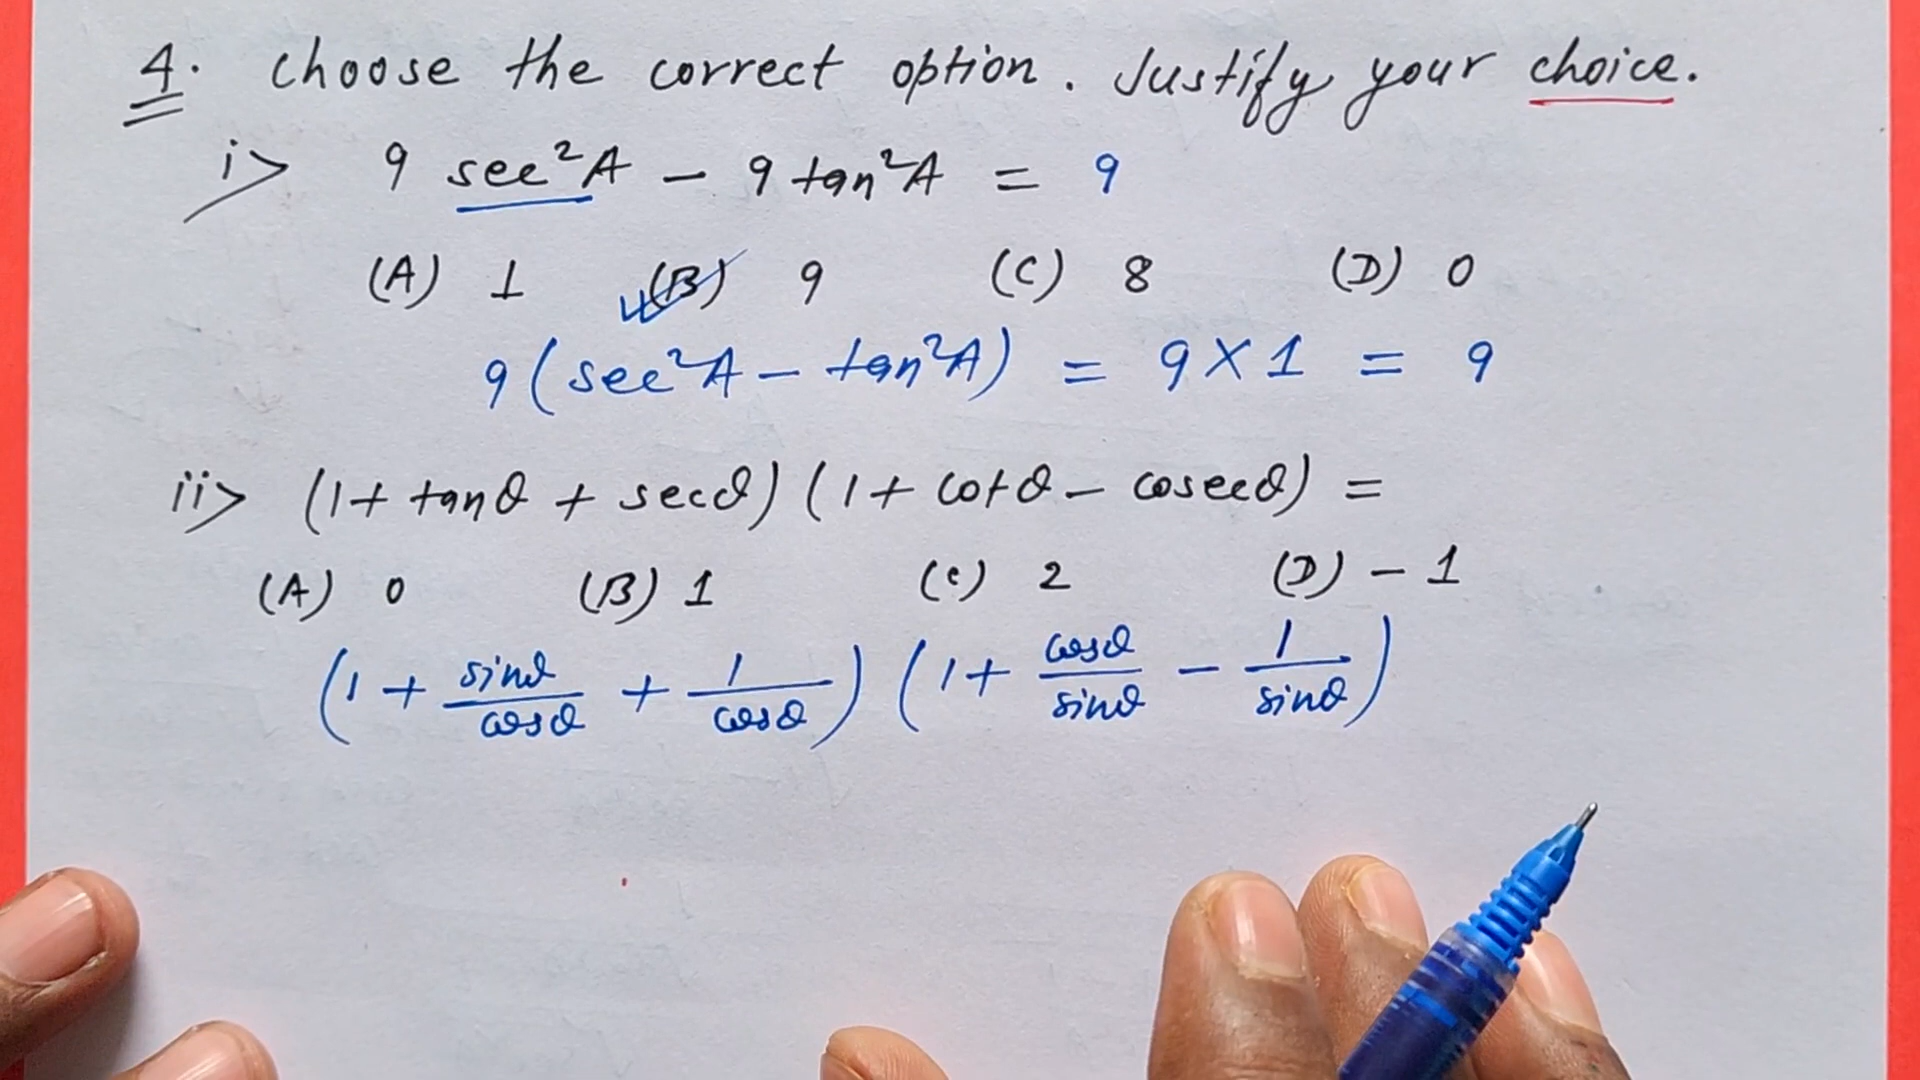 4. Choose the correct option. Justify your choice.
i> 9 sec²A - 9 tan²A = 9
(A) 1 (B) 9 (C) 8 (D) 0
9 (sec²A - tan²A) = 9 × 1 = 9
ii> (1 + tanθ + secθ) (1 + cotθ - cosecθ) =
(A) 0 (B) 1 (C) 2 (D) - 1
(1 + sinθ/cosθ + 1/cosθ) (1 + cosθ/sinθ - 1/sinθ)